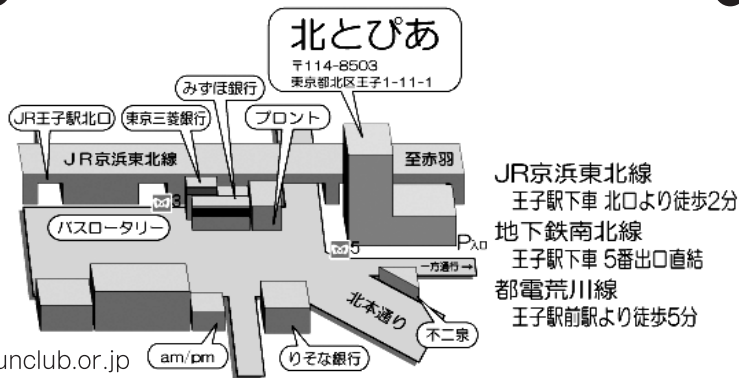 北とぴあ
〒114-8503
東京都北区王子1-11-1
みずほ銀行
JR王子駅北口
東京三菱銀行
プロント
JR京浜東北線
至赤羽
3
バスロータリー
5
P入口
一方通行→
北本通り
不二泉
am/pm
りそな銀行
unclub.or.jp
JR京浜東北線
王子駅下車 北口より徒歩2分
地下鉄南北線
王子駅下車 5番出口直結
都電荒川線
王子駅前駅より徒歩5分